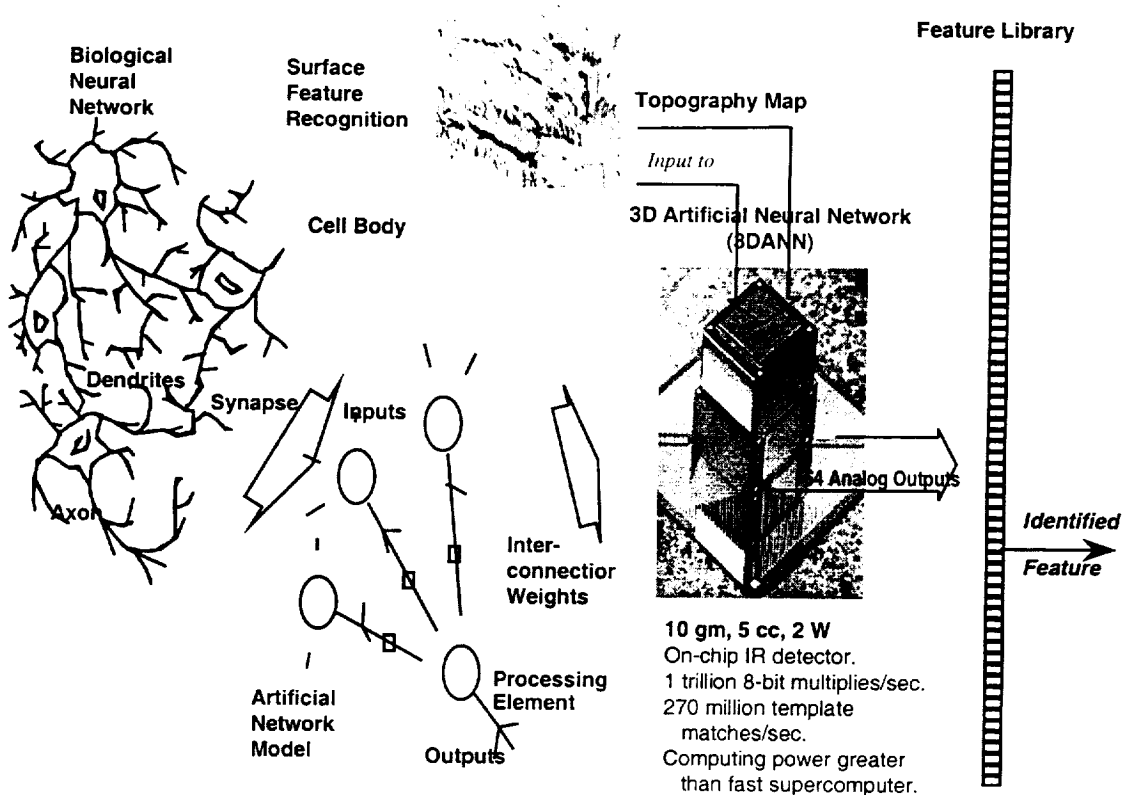 Feature Library
Biological
Neural
Network
Surface
Feature
Recognition
Topography Map
Input to
3D Artificial Neural Network
(3DANN)
Cell Body
Dendrites
Synapse
Inputs
Axon
64 Analog Outputs
Identified
Feature
Inter-
connection
Weights
Processing
Element
Artificial
Network
Model
Outputs
10 gm, 5 cc, 2 W
On-chip IR detector.
1 trillion 8-bit multiplies/sec.
270 million template
matches/sec.
Computing power greater
than fast supercomputer.